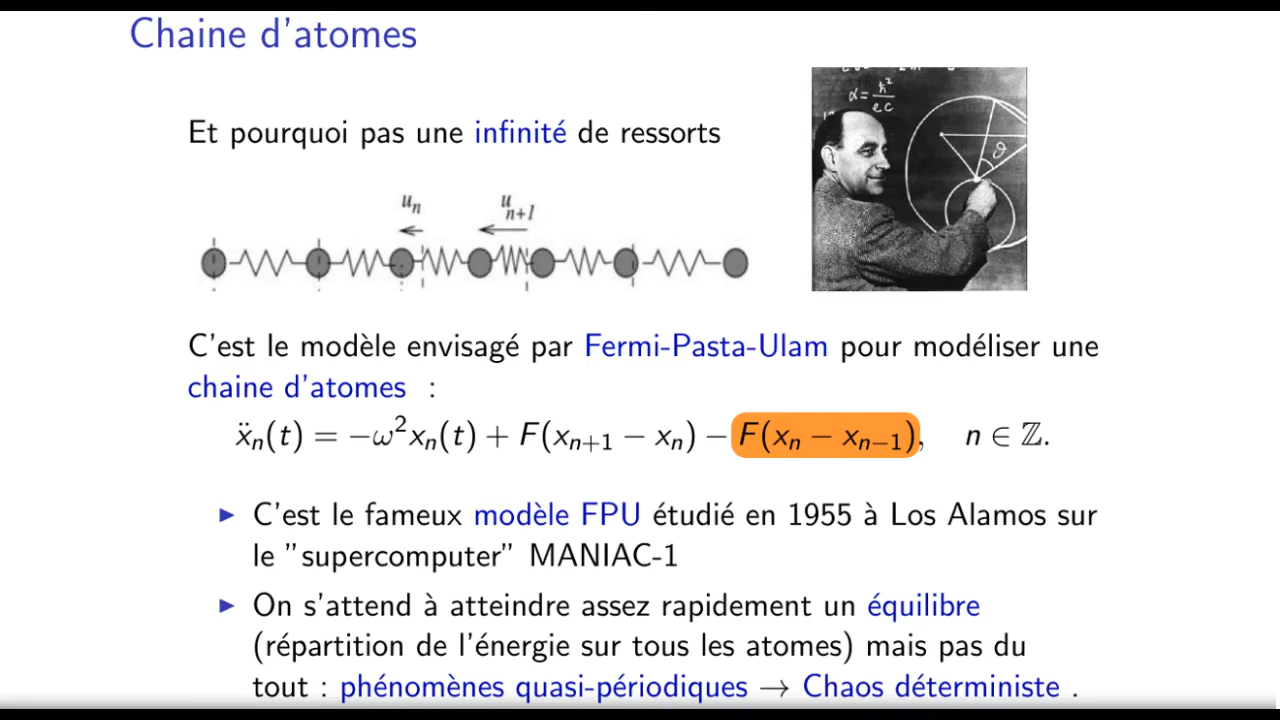 Chaine d'atomes
Et pourquoi pas une infinité de ressorts
α = ħ² / ec
ϑ
u_n
u_{n+1}
C'est le modèle envisagé par Fermi-Pasta-Ulam pour modéliser une
chaine d'atomes :
ẍ_n(t) = −ω²x_n(t) + F(x_{n+1} − x_n) − F(x_n − x_{n−1}), n ∈ ℤ.
▶ C'est le fameux modèle FPU étudié en 1955 à Los Alamos sur
le "supercomputer" MANIAC-1
▶ On s'attend à atteindre assez rapidement un équilibre
(répartition de l'énergie sur tous les atomes) mais pas du
tout : phénomènes quasi-périodiques → Chaos déterministe .